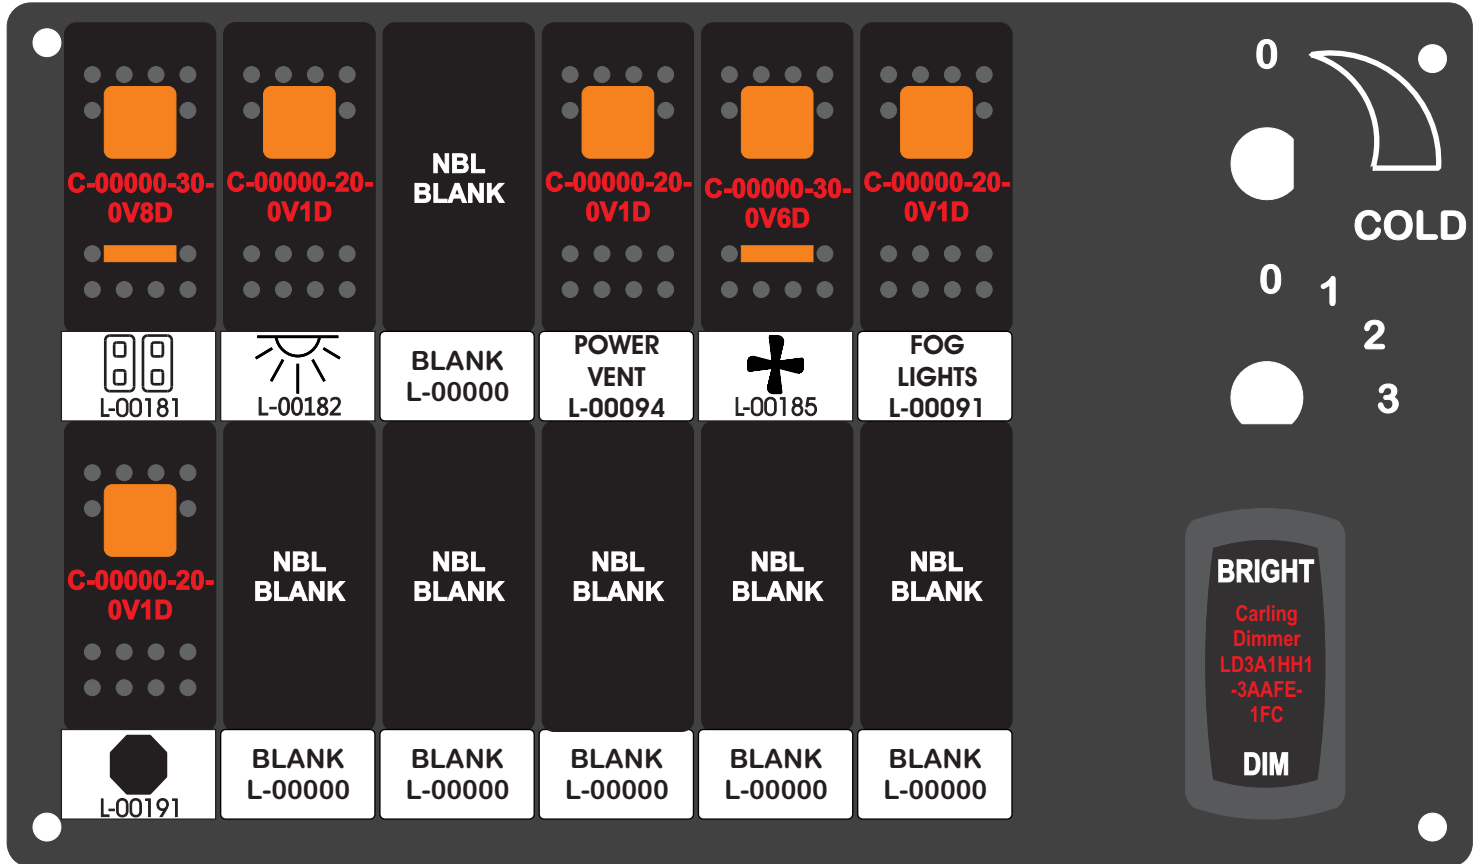 C-00000-30-
0V8D
C-00000-20-
0V1D
NBL
BLANK
C-00000-20-
0V1D
C-00000-30-
0V6D
C-00000-20-
0V1D
L-00181
L-00182
BLANK
L-00000
POWER
VENT
L-00094
L-00185
FOG
LIGHTS
L-00091
C-00000-20-
0V1D
NBL
BLANK
NBL
BLANK
NBL
BLANK
NBL
BLANK
NBL
BLANK
L-00191
BLANK
L-00000
BLANK
L-00000
BLANK
L-00000
BLANK
L-00000
BLANK
L-00000
0
COLD
0
1
2
3
BRIGHT
Carling
Dimmer
LD3A1HH1
-3AAFE-
1FC
DIM